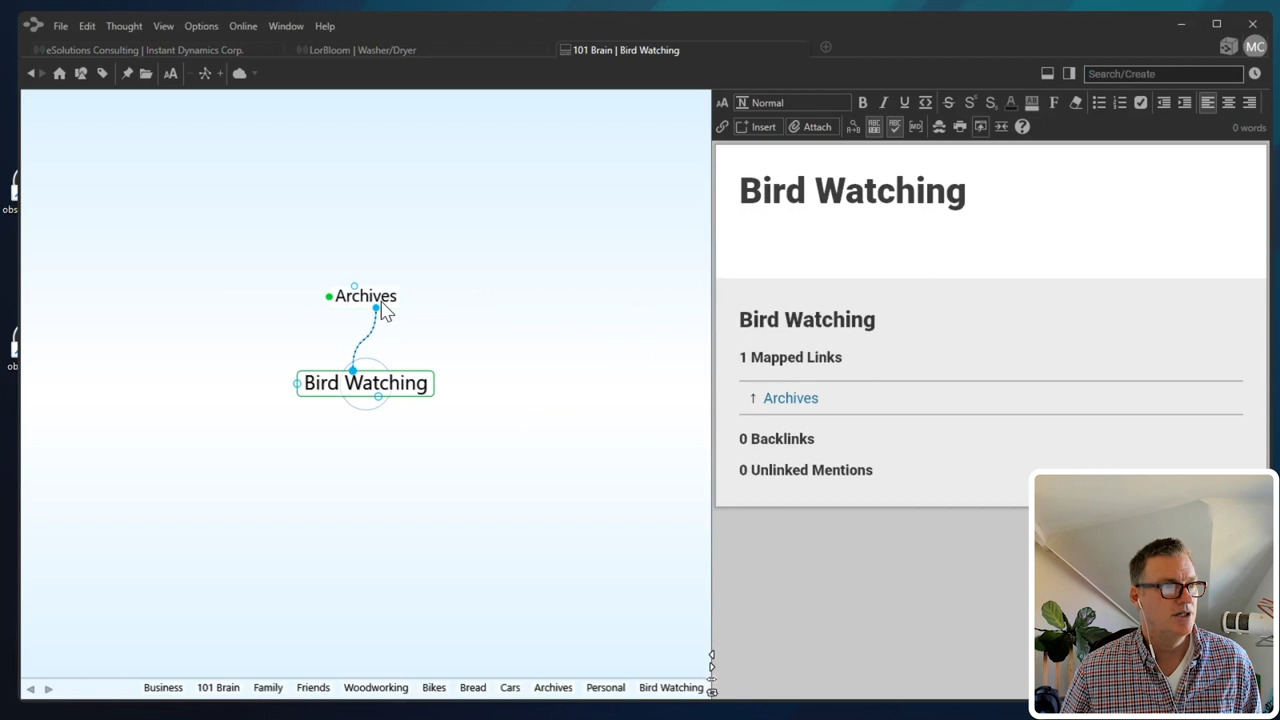 File Edit Thought View Options Online Window Help
eSolutions Consulting | Instant Dynamics Corp. LorBloom | Washer/Dryer 101 Brain | Bird Watching
MC
Search/Create
Normal
Insert Attach 0 words
Bird Watching
Archives
Bird Watching
Bird Watching
1 Mapped Links
↑ Archives
0 Backlinks
0 Unlinked Mentions
obs
ob
Business 101 Brain Family Friends Woodworking Bikes Bread Cars Archives Personal Bird Watching